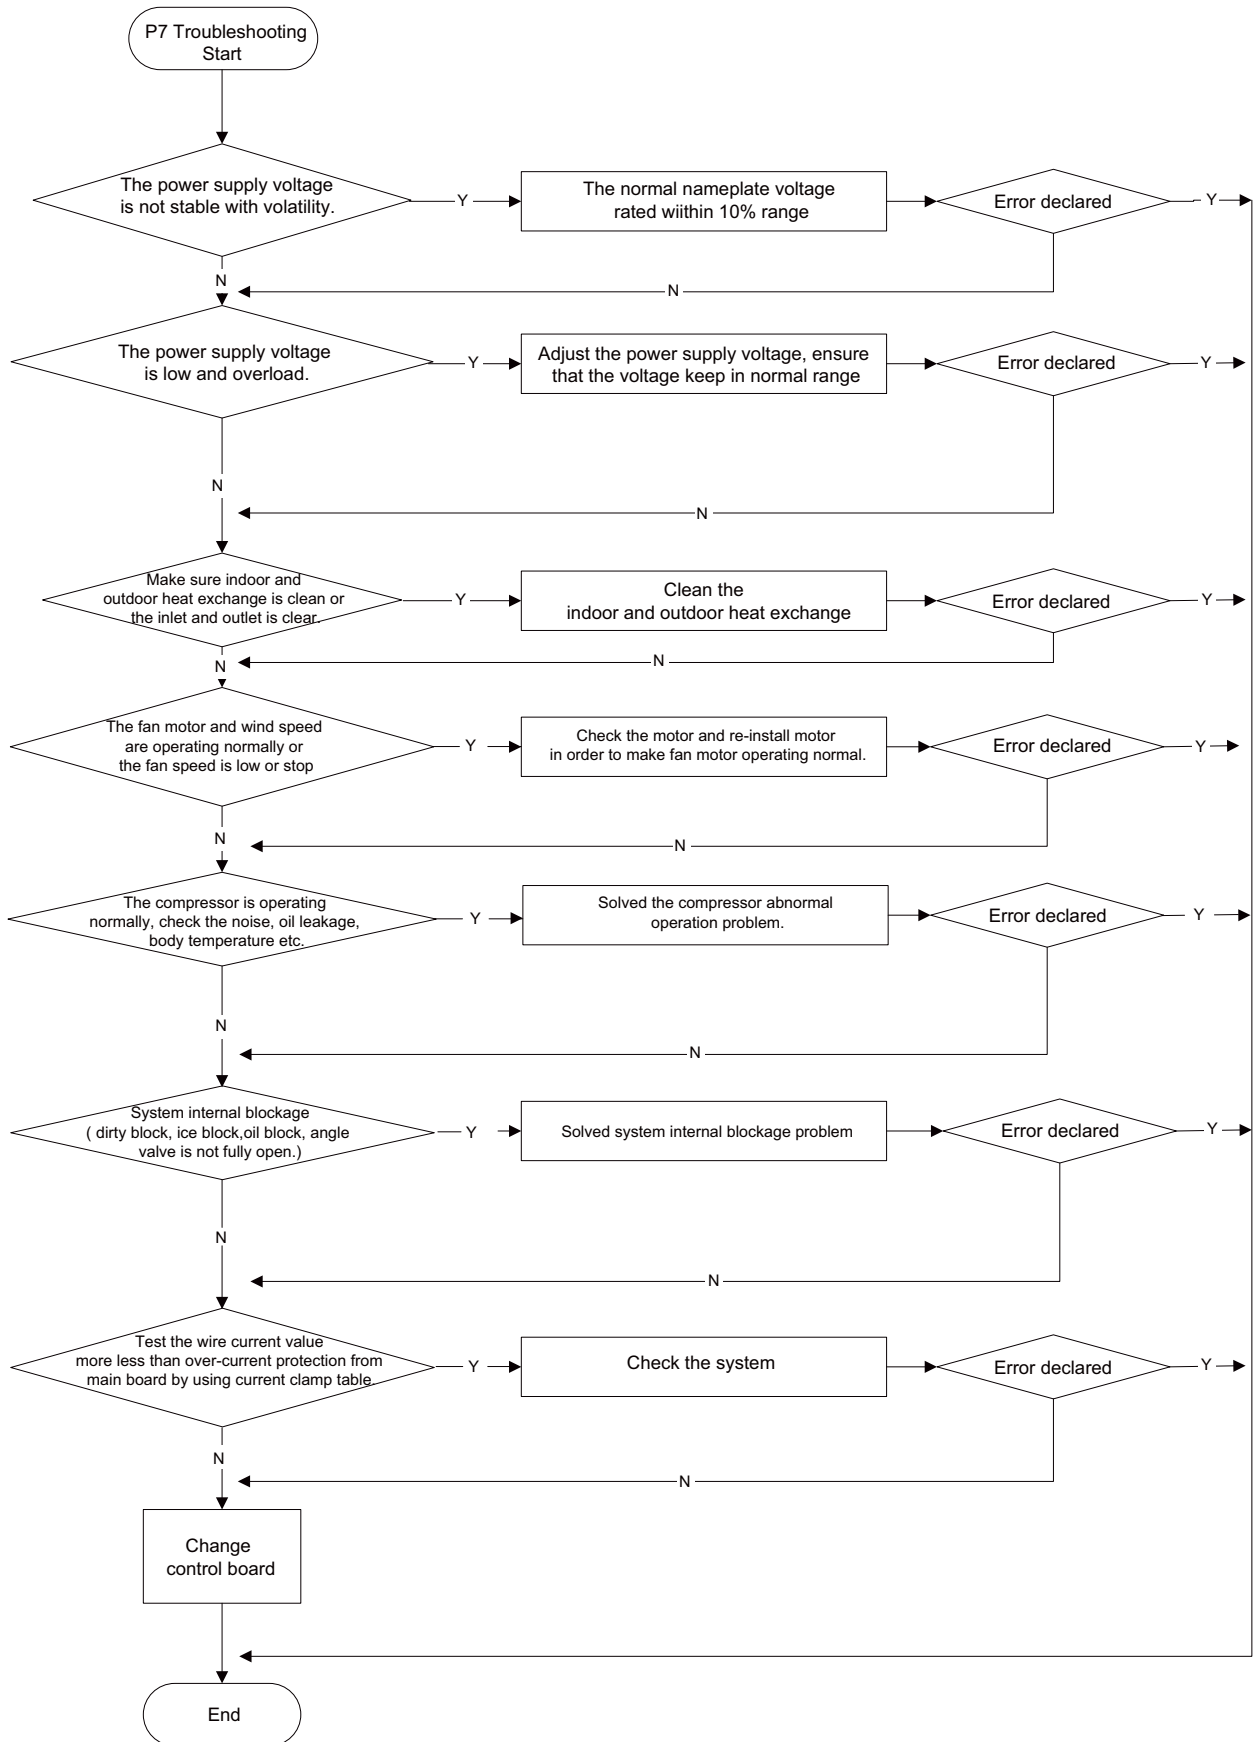 P7 Troubleshooting
Start
The power supply voltage
is not stable with volatility.
Y
The normal nameplate voltage
rated wiithin 10% range
Error declared
Y
N
N
The power supply voltage
is low and overload.
Y
Adjust the power supply voltage, ensure
that the voltage keep in normal range
Error declared
Y
N
N
Make sure indoor and
outdoor heat exchange is clean or
the inlet and outlet is clear.
Y
Clean the
indoor and outdoor heat exchange
Error declared
Y
N
N
The fan motor and wind speed
are operating normally or
the fan speed is low or stop
Y
Check the motor and re-install motor
in order to make fan motor operating normal.
Error declared
Y
N
N
The compressor is operating
normally, check the noise, oil leakage,
body temperature etc.
Y
Solved the compressor abnormal
operation problem.
Error declared
Y
N
N
System internal blockage
( dirty block, ice block,oil block, angle
valve is not fully open.)
Y
Solved system internal blockage problem
Error declared
Y
N
N
Test the wire current value
more less than over-current protection from
main board by using current clamp table.
Y
Check the system
Error declared
Y
N
N
Change
control board
End